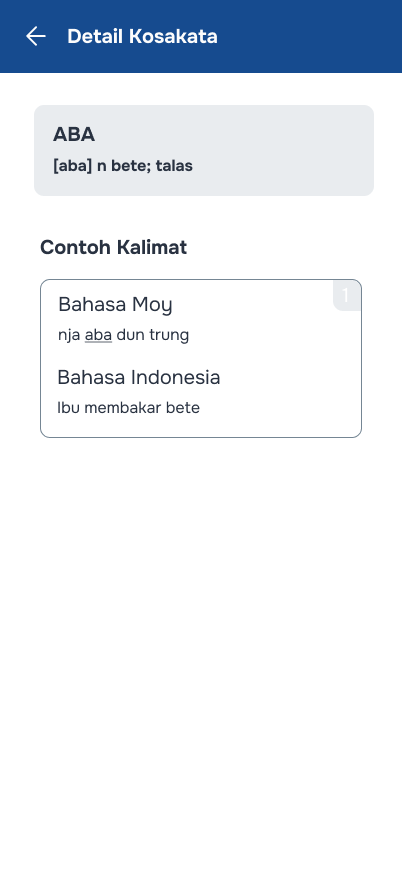 Detail Kosakata
ABA
[aba] n bete; talas
Contoh Kalimat
1
Bahasa Moy
nja aba dun trung
Bahasa Indonesia
Ibu membakar bete